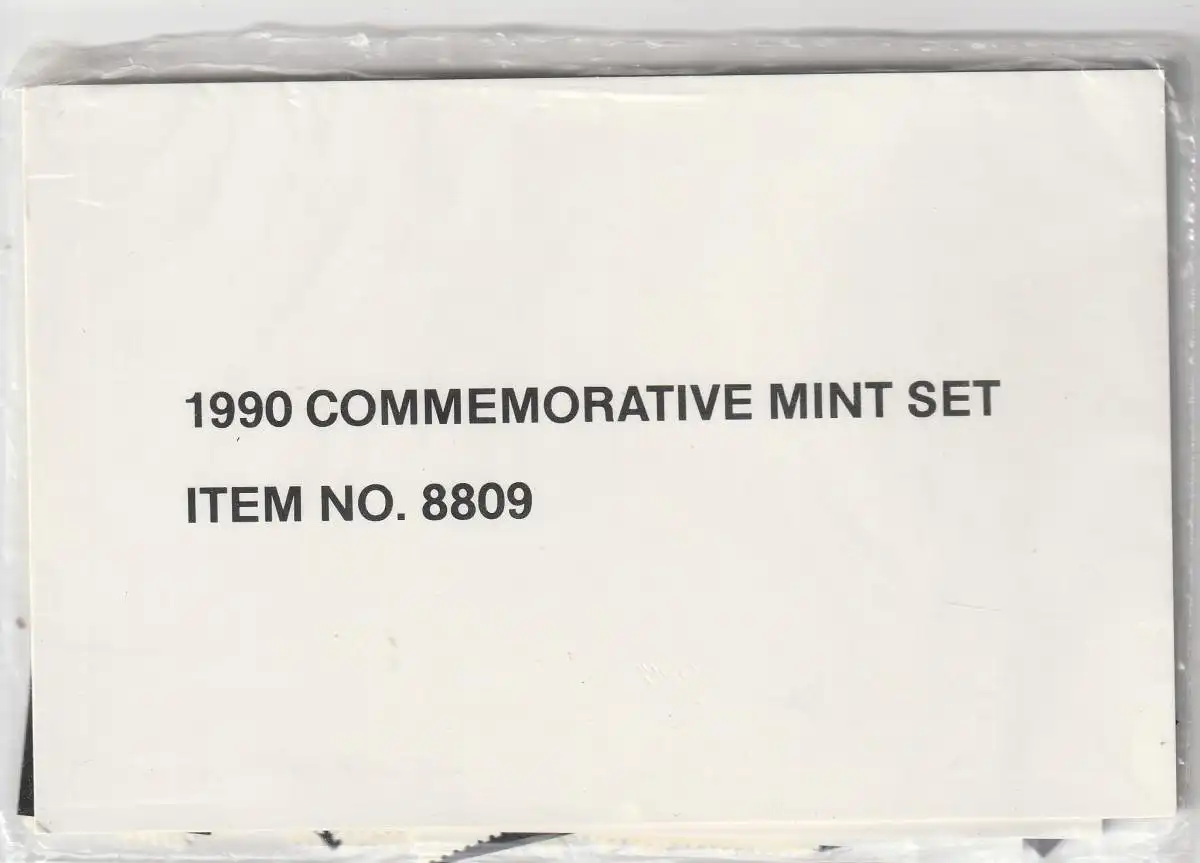 1990 COMMEMORATIVE MINT SET
ITEM NO. 8809